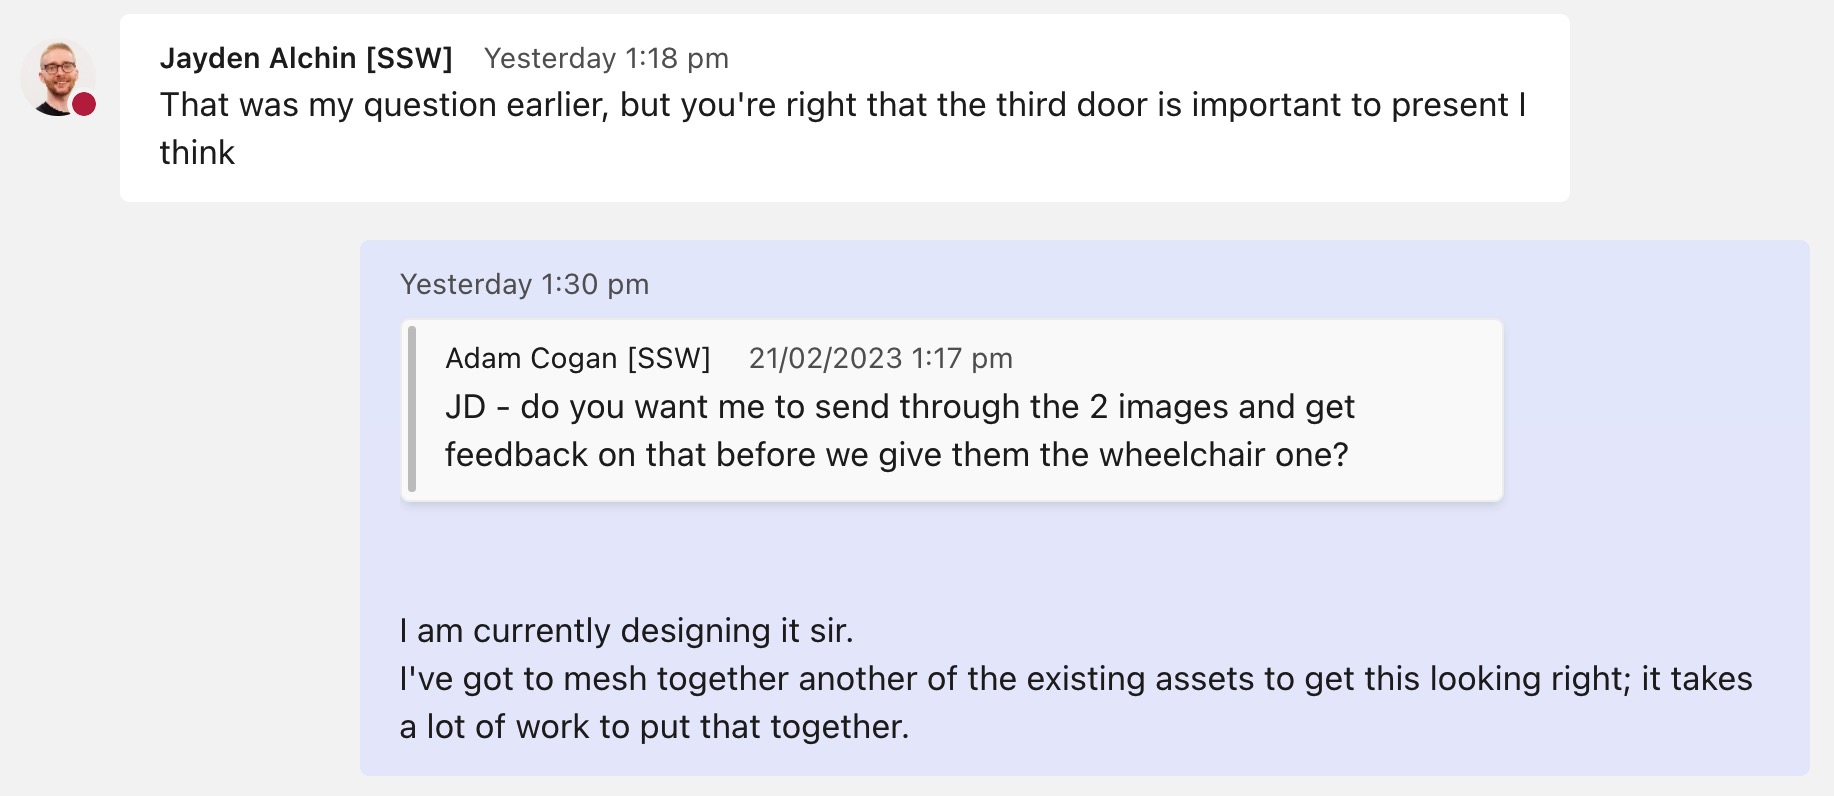 Jayden Alchin [SSW] Yesterday 1:18 pm
That was my question earlier, but you're right that the third door is important to present I
think
Yesterday 1:30 pm
Adam Cogan [SSW] 21/02/2023 1:17 pm
JD - do you want me to send through the 2 images and get
feedback on that before we give them the wheelchair one?
I am currently designing it sir.
I've got to mesh together another of the existing assets to get this looking right; it takes
a lot of work to put that together.